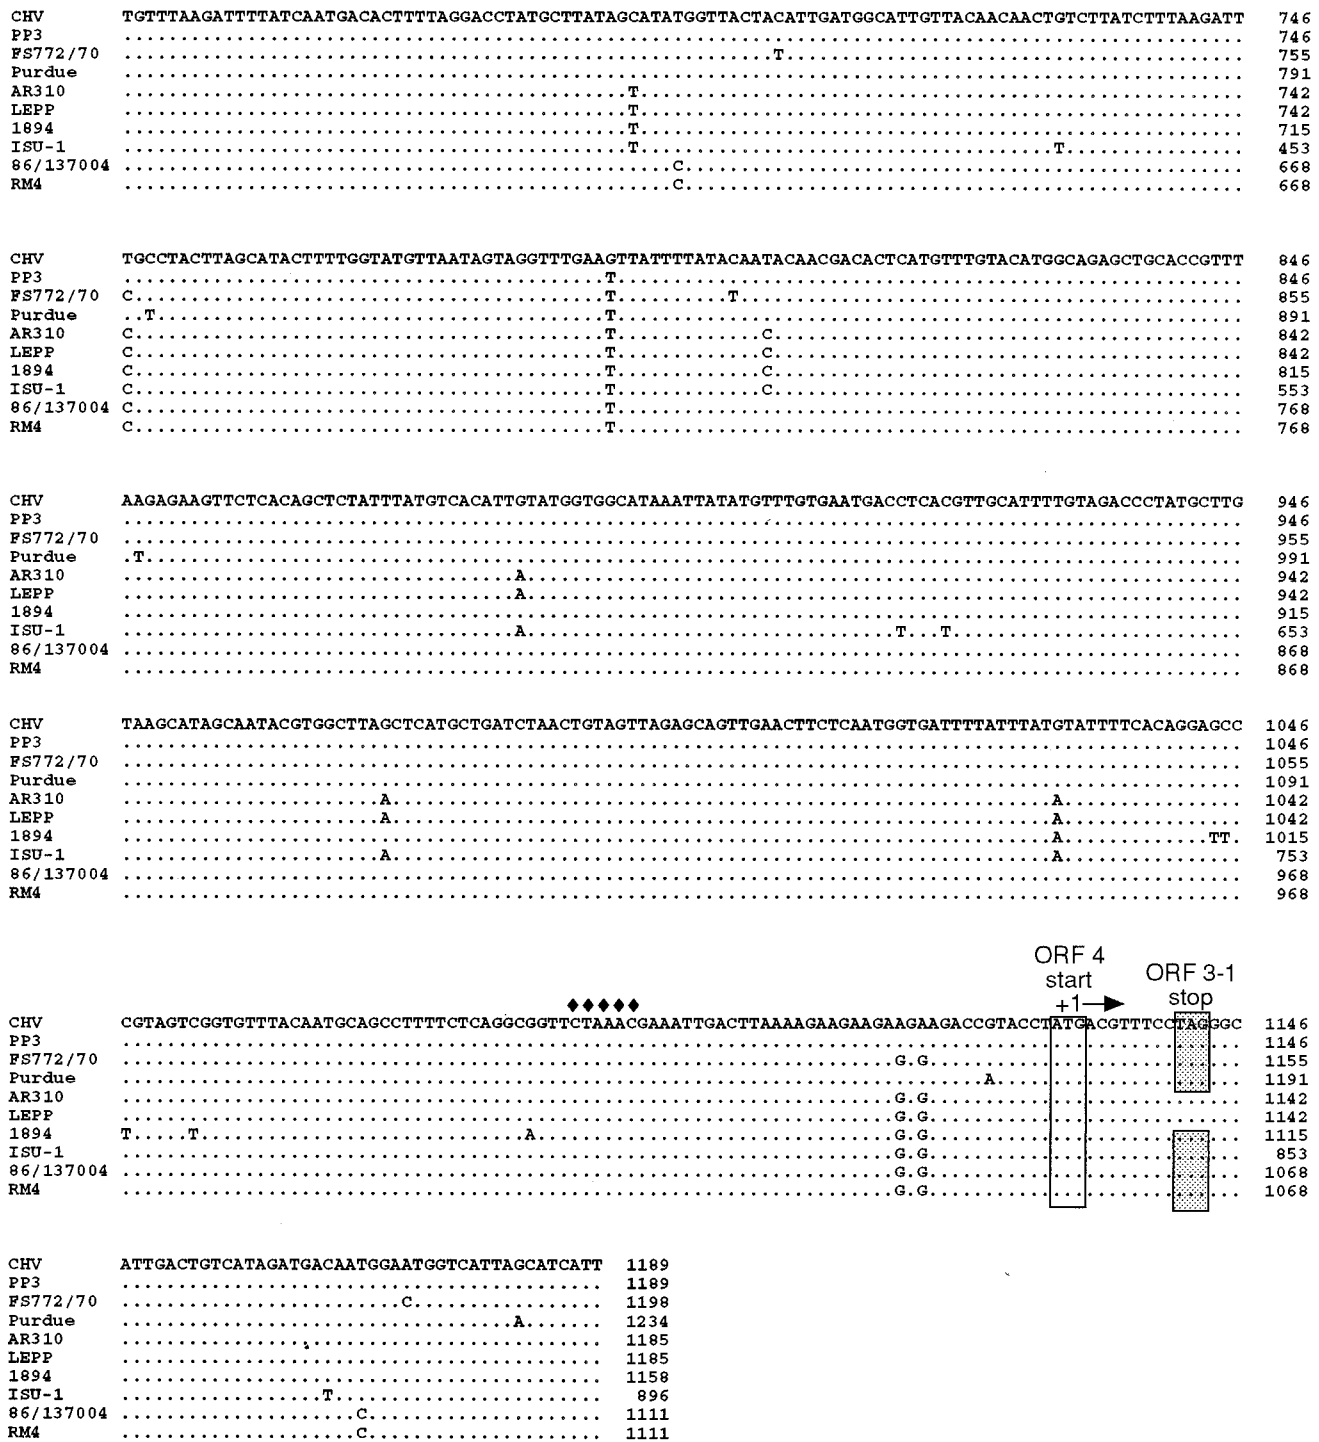 CHV TGTTTAAGATTTTATCAATGACACTTTTAGGACCTATGCTTATAGCATATGGTTACTACATTGATGGCATTGTTACAACAACTGTCTTATCTTTAAGATT 746
PP3 .................................................................................................... 746
FS772/70 ..........................................................T......................................... 755
Purdue .................................................................................................... 791
AR310 .............................................T...................................................... 742
LEPP .............................................T...................................................... 742
1894 .............................................T...................................................... 715
ISU-1 .............................................T.....................................T................ 453
86/137004 .................................................C.................................................. 668
RM4 .................................................C.................................................. 668
CHV TGCCTACTTAGCATACTTTTGGTATGTTAATAGTAGGTTTGAAGTTATTTTATACAATACAACGACACTCATGTTTGTACATGGCAGAGCTGCACCGTTT 846
PP3 ...........................................T........................................................ 846
FS772/70 C..........................................T..........T............................................. 855
Purdue ..T........................................T........................................................ 891
AR310 C..........................................T.............C.......................................... 842
LEPP C..........................................T.............C.......................................... 842
1894 C..........................................T.............C.......................................... 815
ISU-1 C..........................................T.............C.......................................... 553
86/137004 C..........................................T........................................................ 768
RM4 C..........................................T........................................................ 768
CHV AAGAGAAGTTCTCACAGCTCTATTTATGTCACATTGTATGGTGGCATAAATTATATGTTTGTGAATGACCTCACGTTGCATTTTGTAGACCCTATGCTTG 946
PP3 .................................................................................................... 946
FS772/70 .................................................................................................... 955
Purdue .T.................................................................................................. 991
AR310 ...................................A................................................................ 942
LEPP ...................................A................................................................ 942
1894 .................................................................................................... 915
ISU-1 ...................................A.................................T...T.......................... 653
86/137004 .................................................................................................... 868
RM4 .................................................................................................... 868
CHV TAAGCATAGCAATACGTGGCTTAGCTCATGCTGATCTAACTGTAGTTAGAGCAGTTGAACTTCTCAATGGTGATTTTATTTATGTATTTTCACAGGAGCC 1046
PP3 .................................................................................................... 1046
FS772/70 .................................................................................................... 1055
Purdue .................................................................................................... 1091
AR310 .......................A...........................................................A................ 1042
LEPP .......................A...........................................................A................ 1042
1894 ...................................................................................A.............TT. 1015
ISU-1 .......................A...........................................................A................ 753
86/137004 .................................................................................................... 968
RM4 .................................................................................................... 968
ORF 4
start
+1
ORF 3-1
stop
CHV CGTAGTCGGTGTTTACAATGCAGCCTTTTCTCAGGCGGTTCTAAACGAAATTGACTTAAAAGAAGAAGAAGAAGACCGTACCTATGACGTTTCCTAGGGC 1146
PP3 .................................................................................................... 1146
FS772/70 .....................................................................G.G............................ 1155
Purdue .............................................................................A...................... 1191
AR310 .....................................................................G.G............................ 1142
LEPP .....................................................................G.G............................ 1142
1894 T.....T.............................A................................G.G............................ 1115
ISU-1 .....................................................................G.G............................ 853
86/137004 .....................................................................G.G............................ 1068
RM4 .....................................................................G.G............................ 1068
CHV ATTGACTGTCATAGATGACAATGGAATGGTCATTAGCATCATT 1189
PP3 ........................................... 1189
FS772/70 .........................C................. 1198
Purdue ...................................A....... 1234
AR310 ........................................... 1185
LEPP ........................................... 1185
1894 ........................................... 1158
ISU-1 ..................T........................ 896
86/137004 .....................C..................... 1111
RM4 .....................C..................... 1111